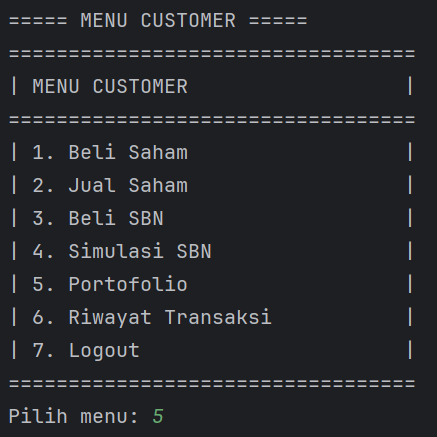 ===== MENU CUSTOMER =====
==================================
| MENU CUSTOMER                  |
==================================
| 1. Beli Saham                  |
| 2. Jual Saham                  |
| 3. Beli SBN                    |
| 4. Simulasi SBN                |
| 5. Portofolio                  |
| 6. Riwayat Transaksi           |
| 7. Logout                      |
==================================
Pilih menu: 5